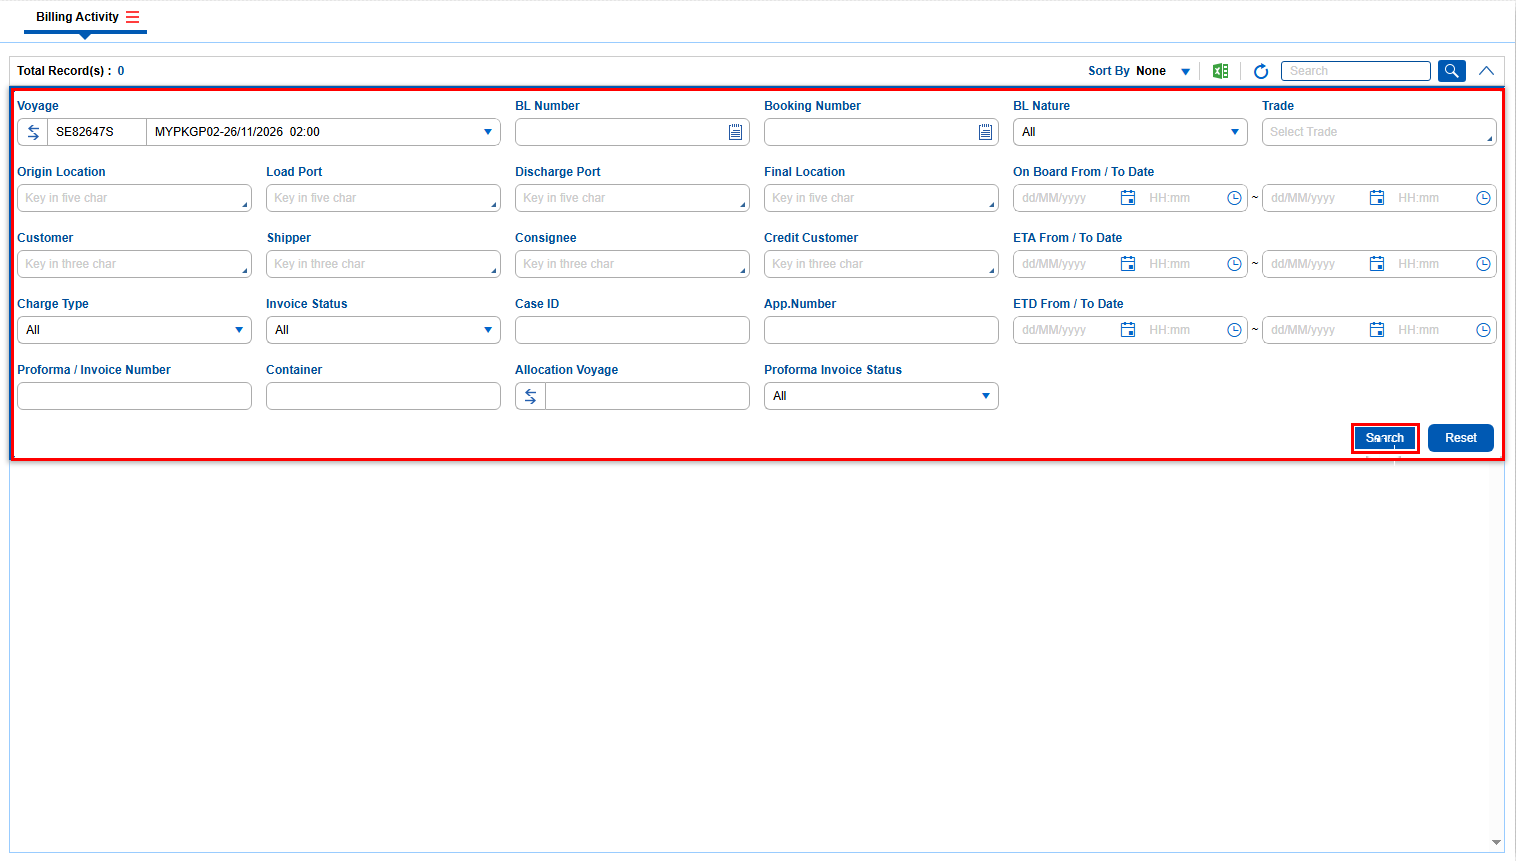 Billing Activity
Total Record(s) : 0
Sort By None
Search
Voyage
BL Number
Booking Number
BL Nature
Trade
SE82647S
MYPKGP02-26/11/2026 02:00
All
Select Trade
Origin Location
Load Port
Discharge Port
Final Location
On Board From / To Date
Key in five char
Key in five char
Key in five char
Key in five char
dd/MM/yyyy HH:mm ~ dd/MM/yyyy HH:mm
Customer
Shipper
Consignee
Credit Customer
ETA From / To Date
Key in three char
Key in three char
Key in three char
Key in three char
dd/MM/yyyy HH:mm ~ dd/MM/yyyy HH:mm
Charge Type
Invoice Status
Case ID
App.Number
ETD From / To Date
All
All
dd/MM/yyyy HH:mm ~ dd/MM/yyyy HH:mm
Proforma / Invoice Number
Container
Allocation Voyage
Proforma Invoice Status
All
Search
Reset